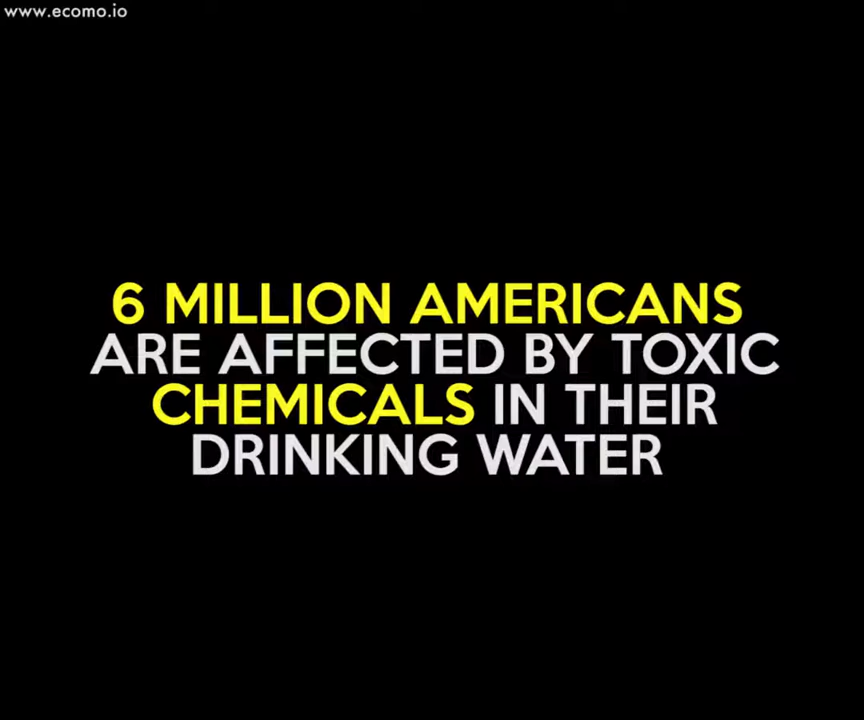 www.ecomo.io
6 MILLION AMERICANS
ARE AFFECTED BY TOXIC
CHEMICALS IN THEIR
DRINKING WATER